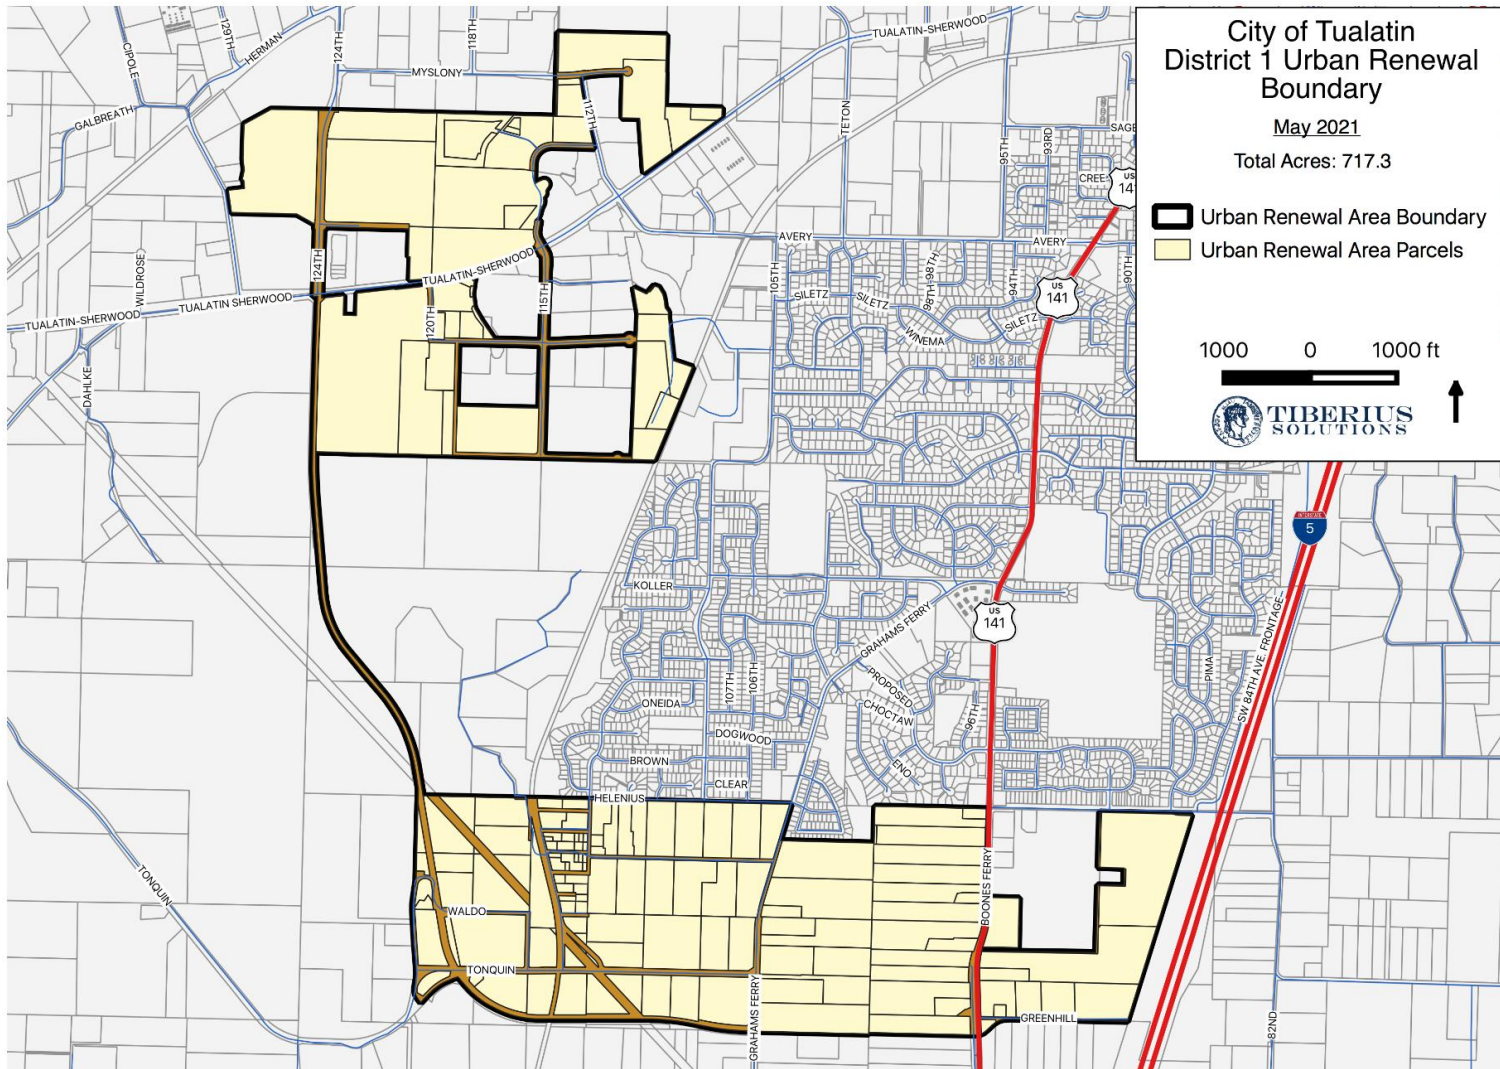 City of Tualatin
District 1 Urban Renewal
Boundary
May 2021
Total Acres: 717.3
Urban Renewal Area Boundary
Urban Renewal Area Parcels
1000 0 1000 ft
TIBERIUS
SOLUTIONS
CIPOLE
129TH
HERMAN
124TH
118TH
TUALATIN-SHERWOOD
MYSLONY
GALBREATH
112TH
TETON
95TH
93RD
SAGE
CREE
US
141
AVERY
AVERY
124TH
WILDROSE
TUALATIN-SHERWOOD
105TH
98TH
98TH
94TH
90TH
US
141
TUALATIN SHERWOOD
TUALATIN-SHERWOOD
120TH
115TH
SILETZ
SILETZ
SILETZ
WINEMA
DAHLKE
5
KOLLER
GRAHAMS FERRY
US
141
SW 84TH AVE. FRONTAGE
PIMA
107TH
106TH
PROPOSED
CHOCTAW
96TH
ONEIDA
DOGWOOD
BROWN
ENO
CLEAR
HELENIUS
TONQUIN
BOONES FERRY
WALDO
TONQUIN
GRAHAMS FERRY
GREENHILL
82ND